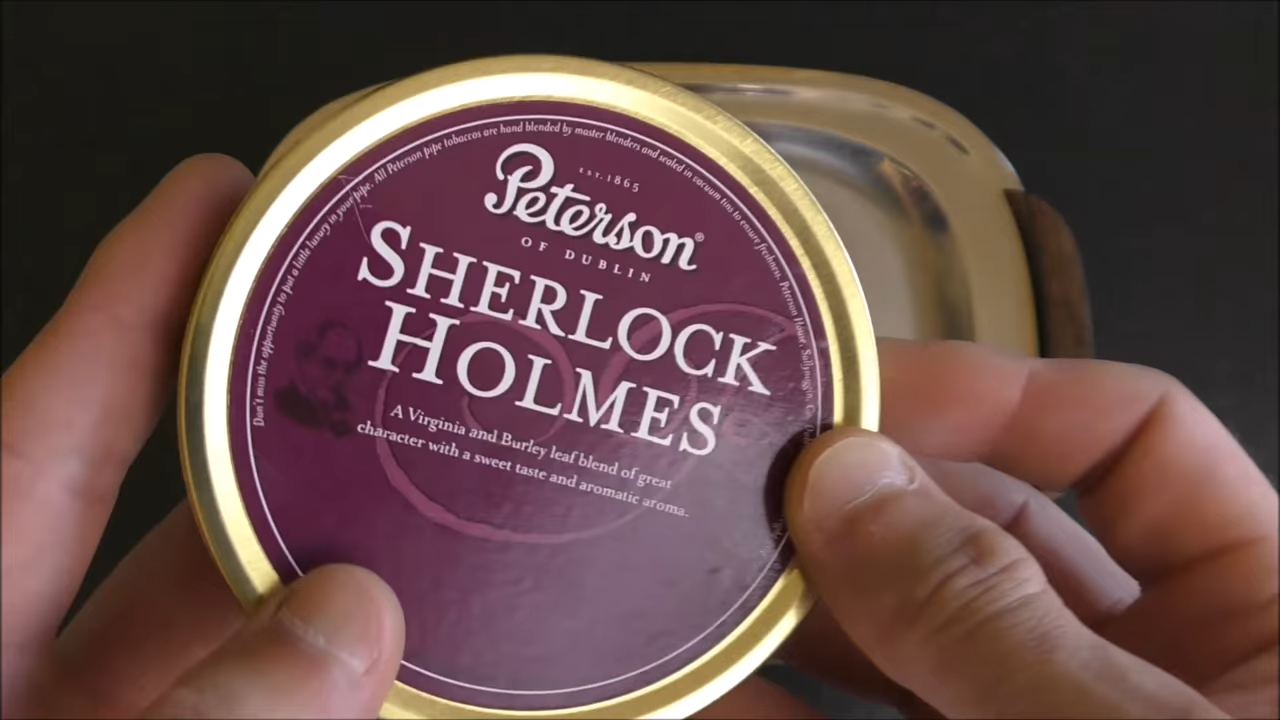 Don't miss the opportunity to put a little luxury in your pipe. All Peterson pipe tobaccos are hand blended by master blenders and sealed in vacuum tins to ensure freshness. Peterson House, Sallynoggin, Co.
EST. 1865
Peterson®
OF DUBLIN
SHERLOCK
HOLMES
A Virginia and Burley leaf blend of great
character with a sweet taste and aromatic aroma.